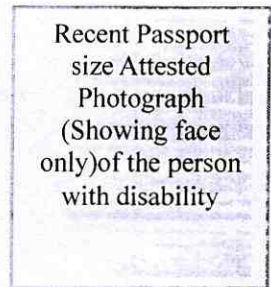 Recent Passport
size Attested
Photograph
(Showing face
only)of the person
with disability